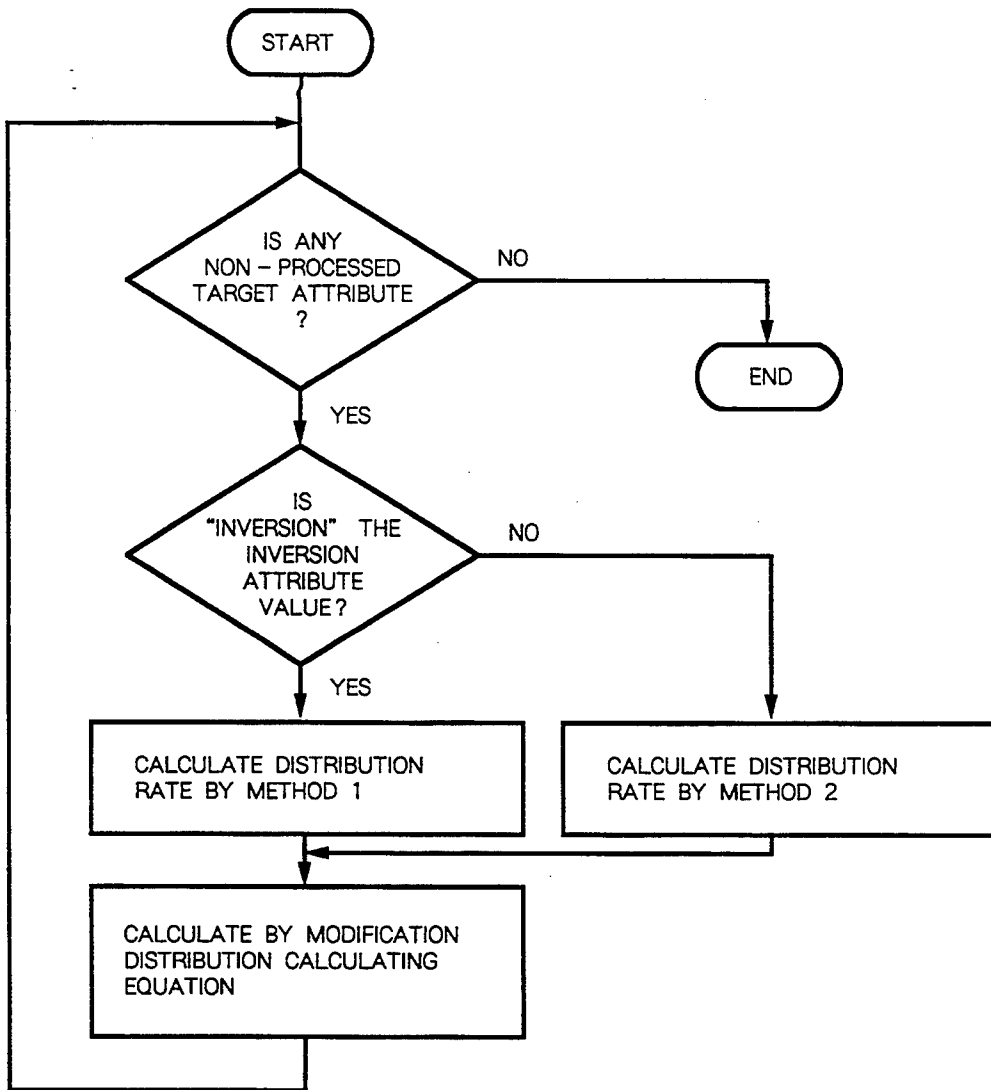 START
IS ANY
NON - PROCESSED
TARGET ATTRIBUTE
?
NO
END
YES
IS
"INVERSION" THE
INVERSION
ATTRIBUTE
VALUE?
NO
YES
CALCULATE DISTRIBUTION
RATE BY METHOD 1
CALCULATE DISTRIBUTION
RATE BY METHOD 2
CALCULATE BY MODIFICATION
DISTRIBUTION CALCULATING
EQUATION